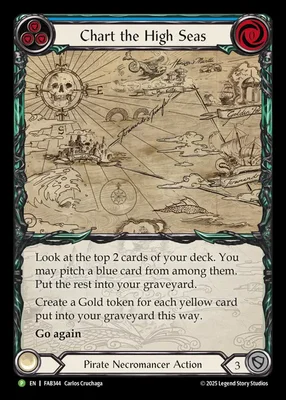 Chart the High Seas
Look at the top 2 cards of your deck. You
may pitch a blue card from among them.
Put the rest into your graveyard.
Create a Gold token for each yellow card
put into your graveyard this way.
Go again
Pirate Necromancer Action
3
P EN | FAB344 Carlos Cruchaga
© 2025 Legend Story Studios